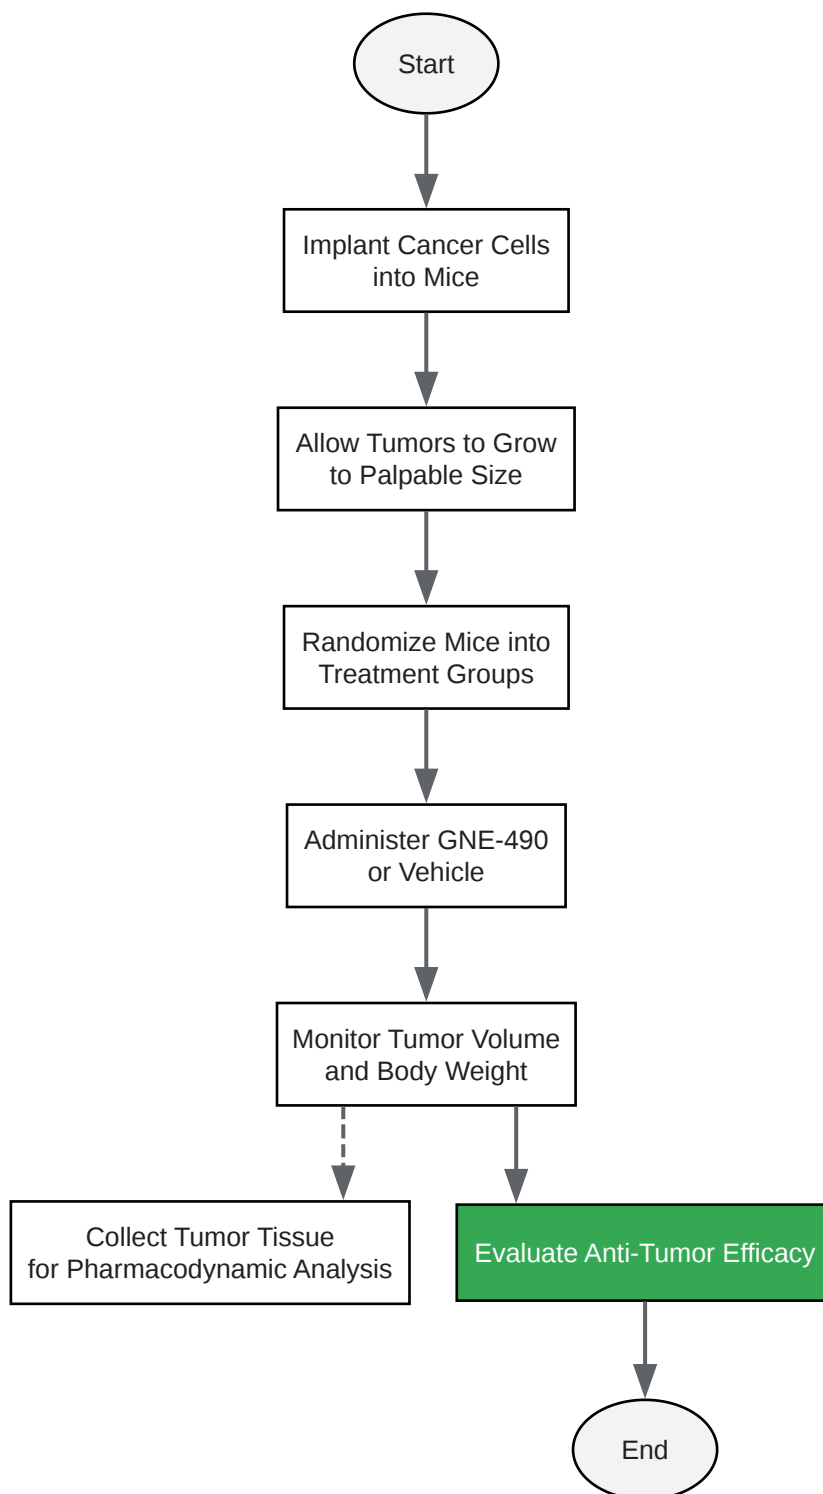 Start
Implant Cancer Cells
into Mice
Allow Tumors to Grow
to Palpable Size
Randomize Mice into
Treatment Groups
Administer GNE-490
or Vehicle
Monitor Tumor Volume
and Body Weight
Collect Tumor Tissue
for Pharmacodynamic Analysis
Evaluate Anti-Tumor Efficacy
End